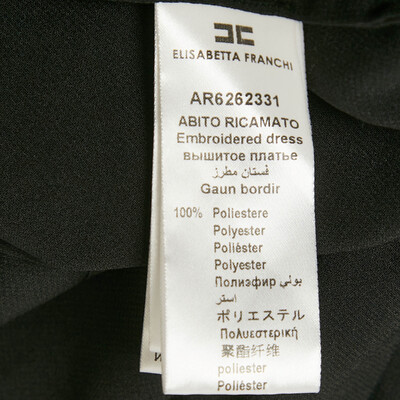 ELISABETTA FRANCHI
AR6262331
ABITO RICAMATO
Embroidered dress
вышитое платье
فستان مطرز
Gaun bordir
100% Poliestere
Polyester
Polièster
Polyester
Полиэфир بولي
استر
ポリエステル
Πολυεστερική
聚酯纤维
poliester
Poliéster